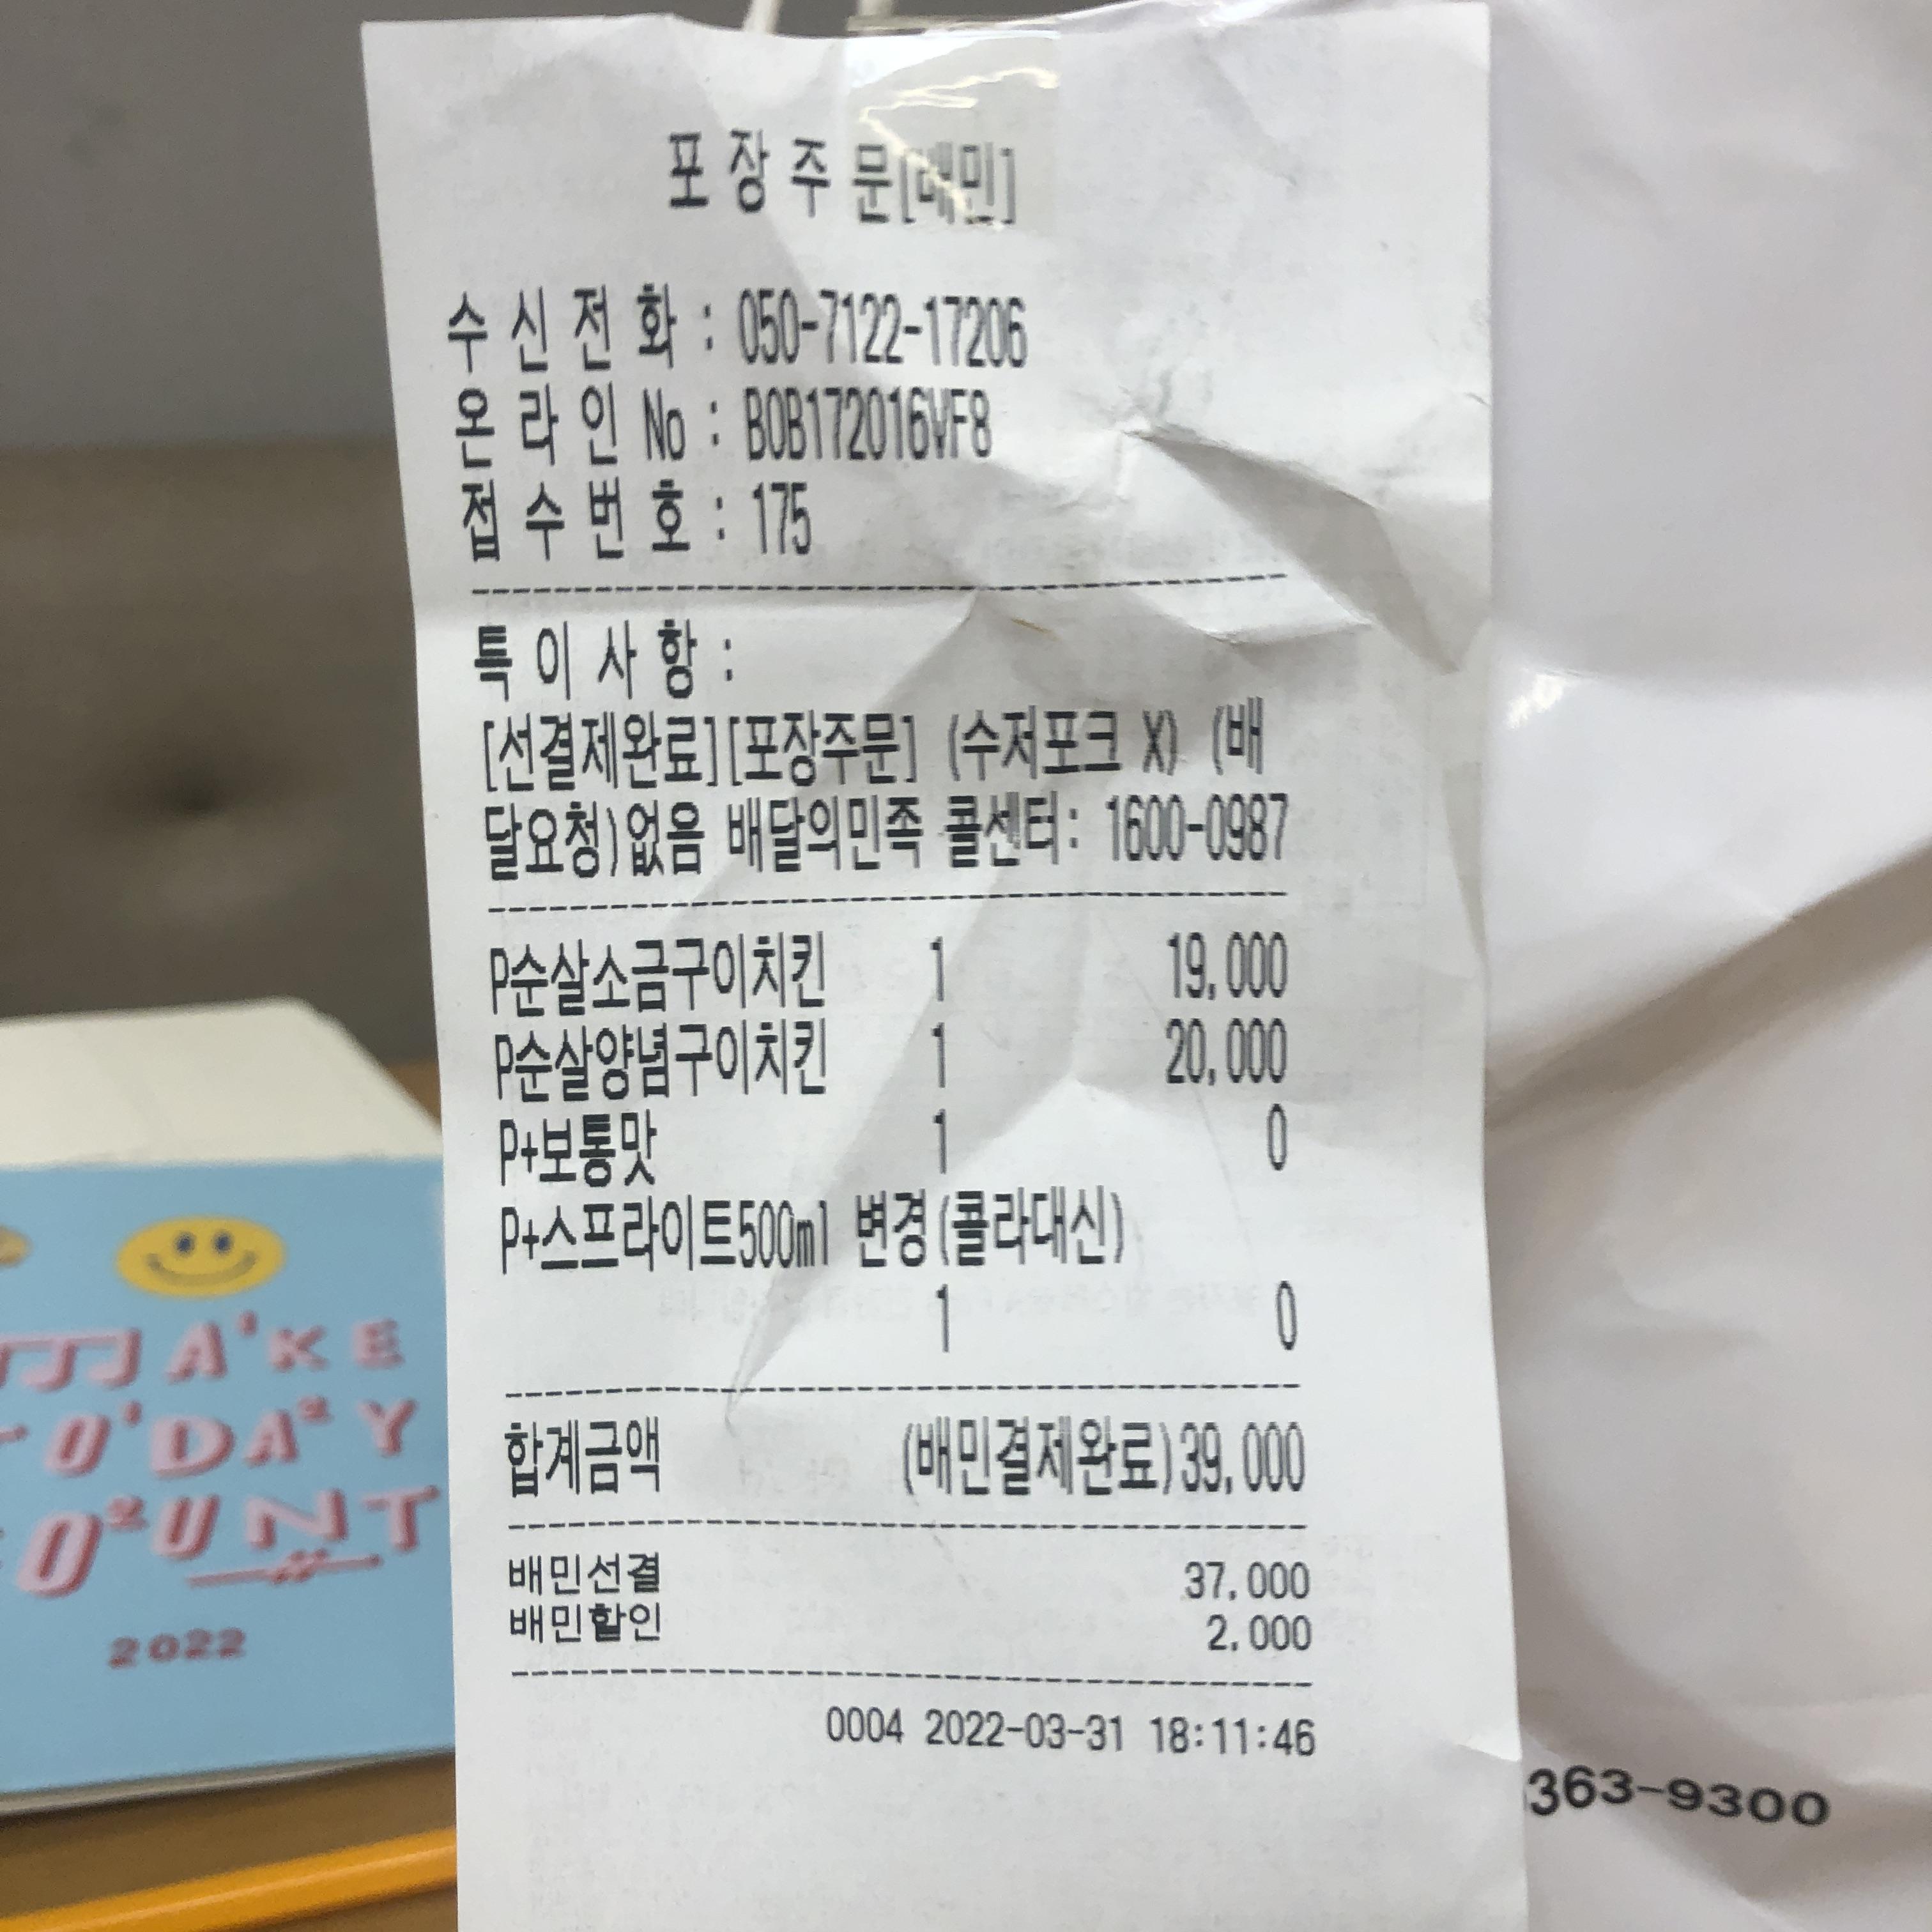 포장주문[배민]
수신전화 : 050-7122-17206
온라인No : B0B172016VF8
접수번호 : 175
특이사항 :
[선결제완료][포장주문] (수저포크 X) (배
달요청)없음 배달의민족 콜센터: 1600-0987
P순살소금구이치킨 1 19,000
P순살양념구이치킨 1 20,000
P+보통맛 1 0
P+스프라이트500ml 변경(콜라대신)
1 0
합계금액 (배민결제완료)39,000
배민선결 37,000
배민할인 2,000
0004 2022-03-31 18:11:46
363-9300
A¹KE
O¹DA²Y
O²UNT
2022